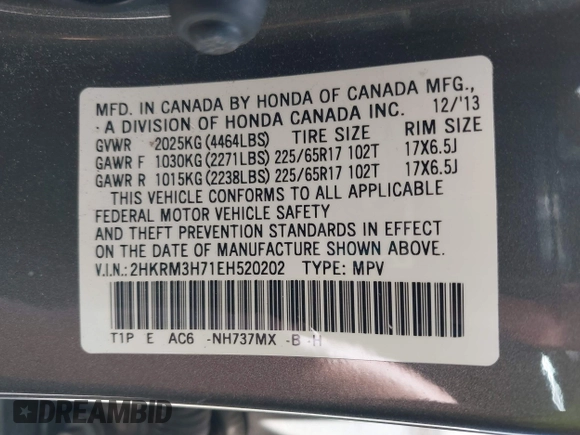 MFD. IN CANADA BY HONDA OF CANADA MFG.,
A DIVISION OF HONDA CANADA INC. 12/'13
GVWR 2025KG (4464LBS) TIRE SIZE RIM SIZE
GAWR F 1030KG (2271LBS) 225/65R17 102T 17X6.5J
GAWR R 1015KG (2238LBS) 225/65R17 102T 17X6.5J
THIS VEHICLE CONFORMS TO ALL APPLICABLE
FEDERAL MOTOR VEHICLE SAFETY
AND THEFT PREVENTION STANDARDS IN EFFECT
ON THE DATE OF MANUFACTURE SHOWN ABOVE.
V.I.N.: 2HKRM3H71EH520202 TYPE: MPV
T1P E AC6 -NH737MX -B -H
DREAMBID